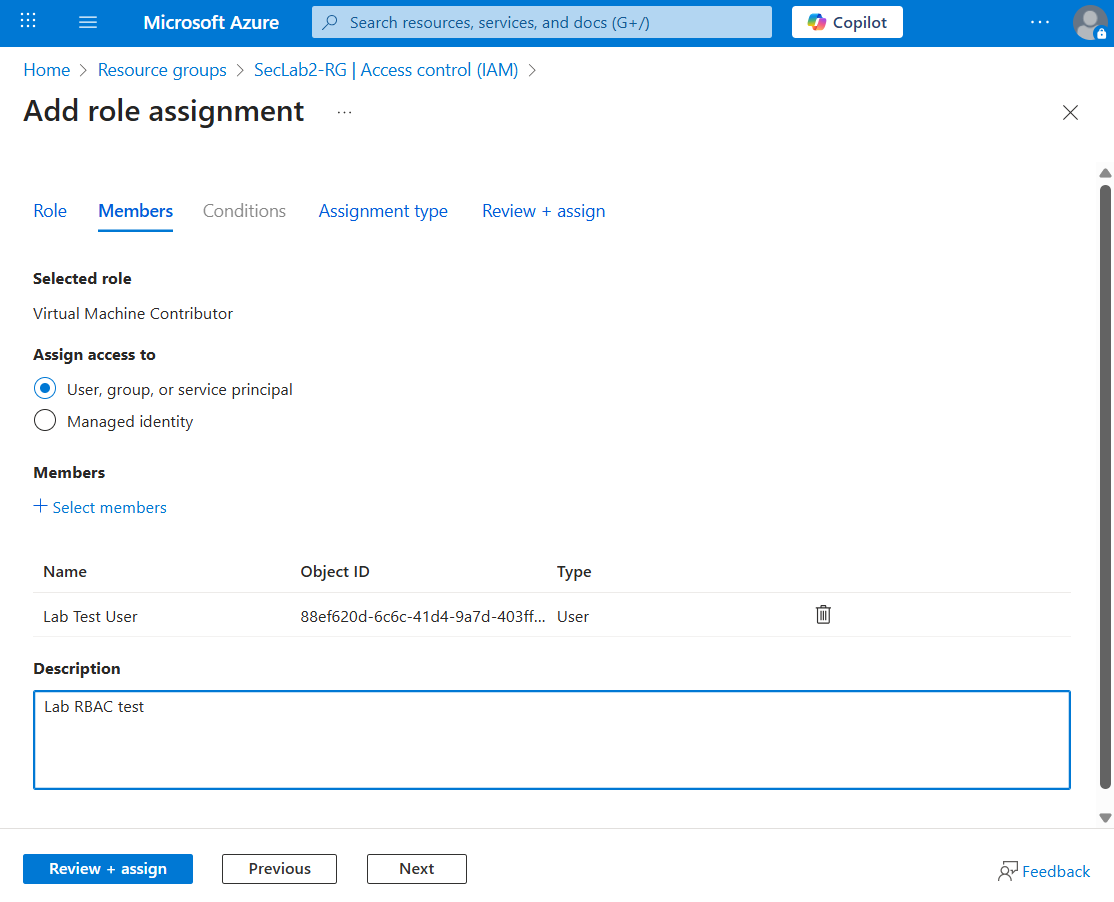 Microsoft Azure
Search resources, services, and docs (G+/)
Copilot
Home > Resource groups > SecLab2-RG | Access control (IAM) >
Add role assignment ...
Role Members Conditions Assignment type Review + assign
Selected role
Virtual Machine Contributor
Assign access to
User, group, or service principal
Managed identity
Members
+ Select members
Name Object ID Type
Lab Test User 88ef620d-6c6c-41d4-9a7d-403ff... User
Description
Lab RBAC test
Review + assign Previous Next Feedback